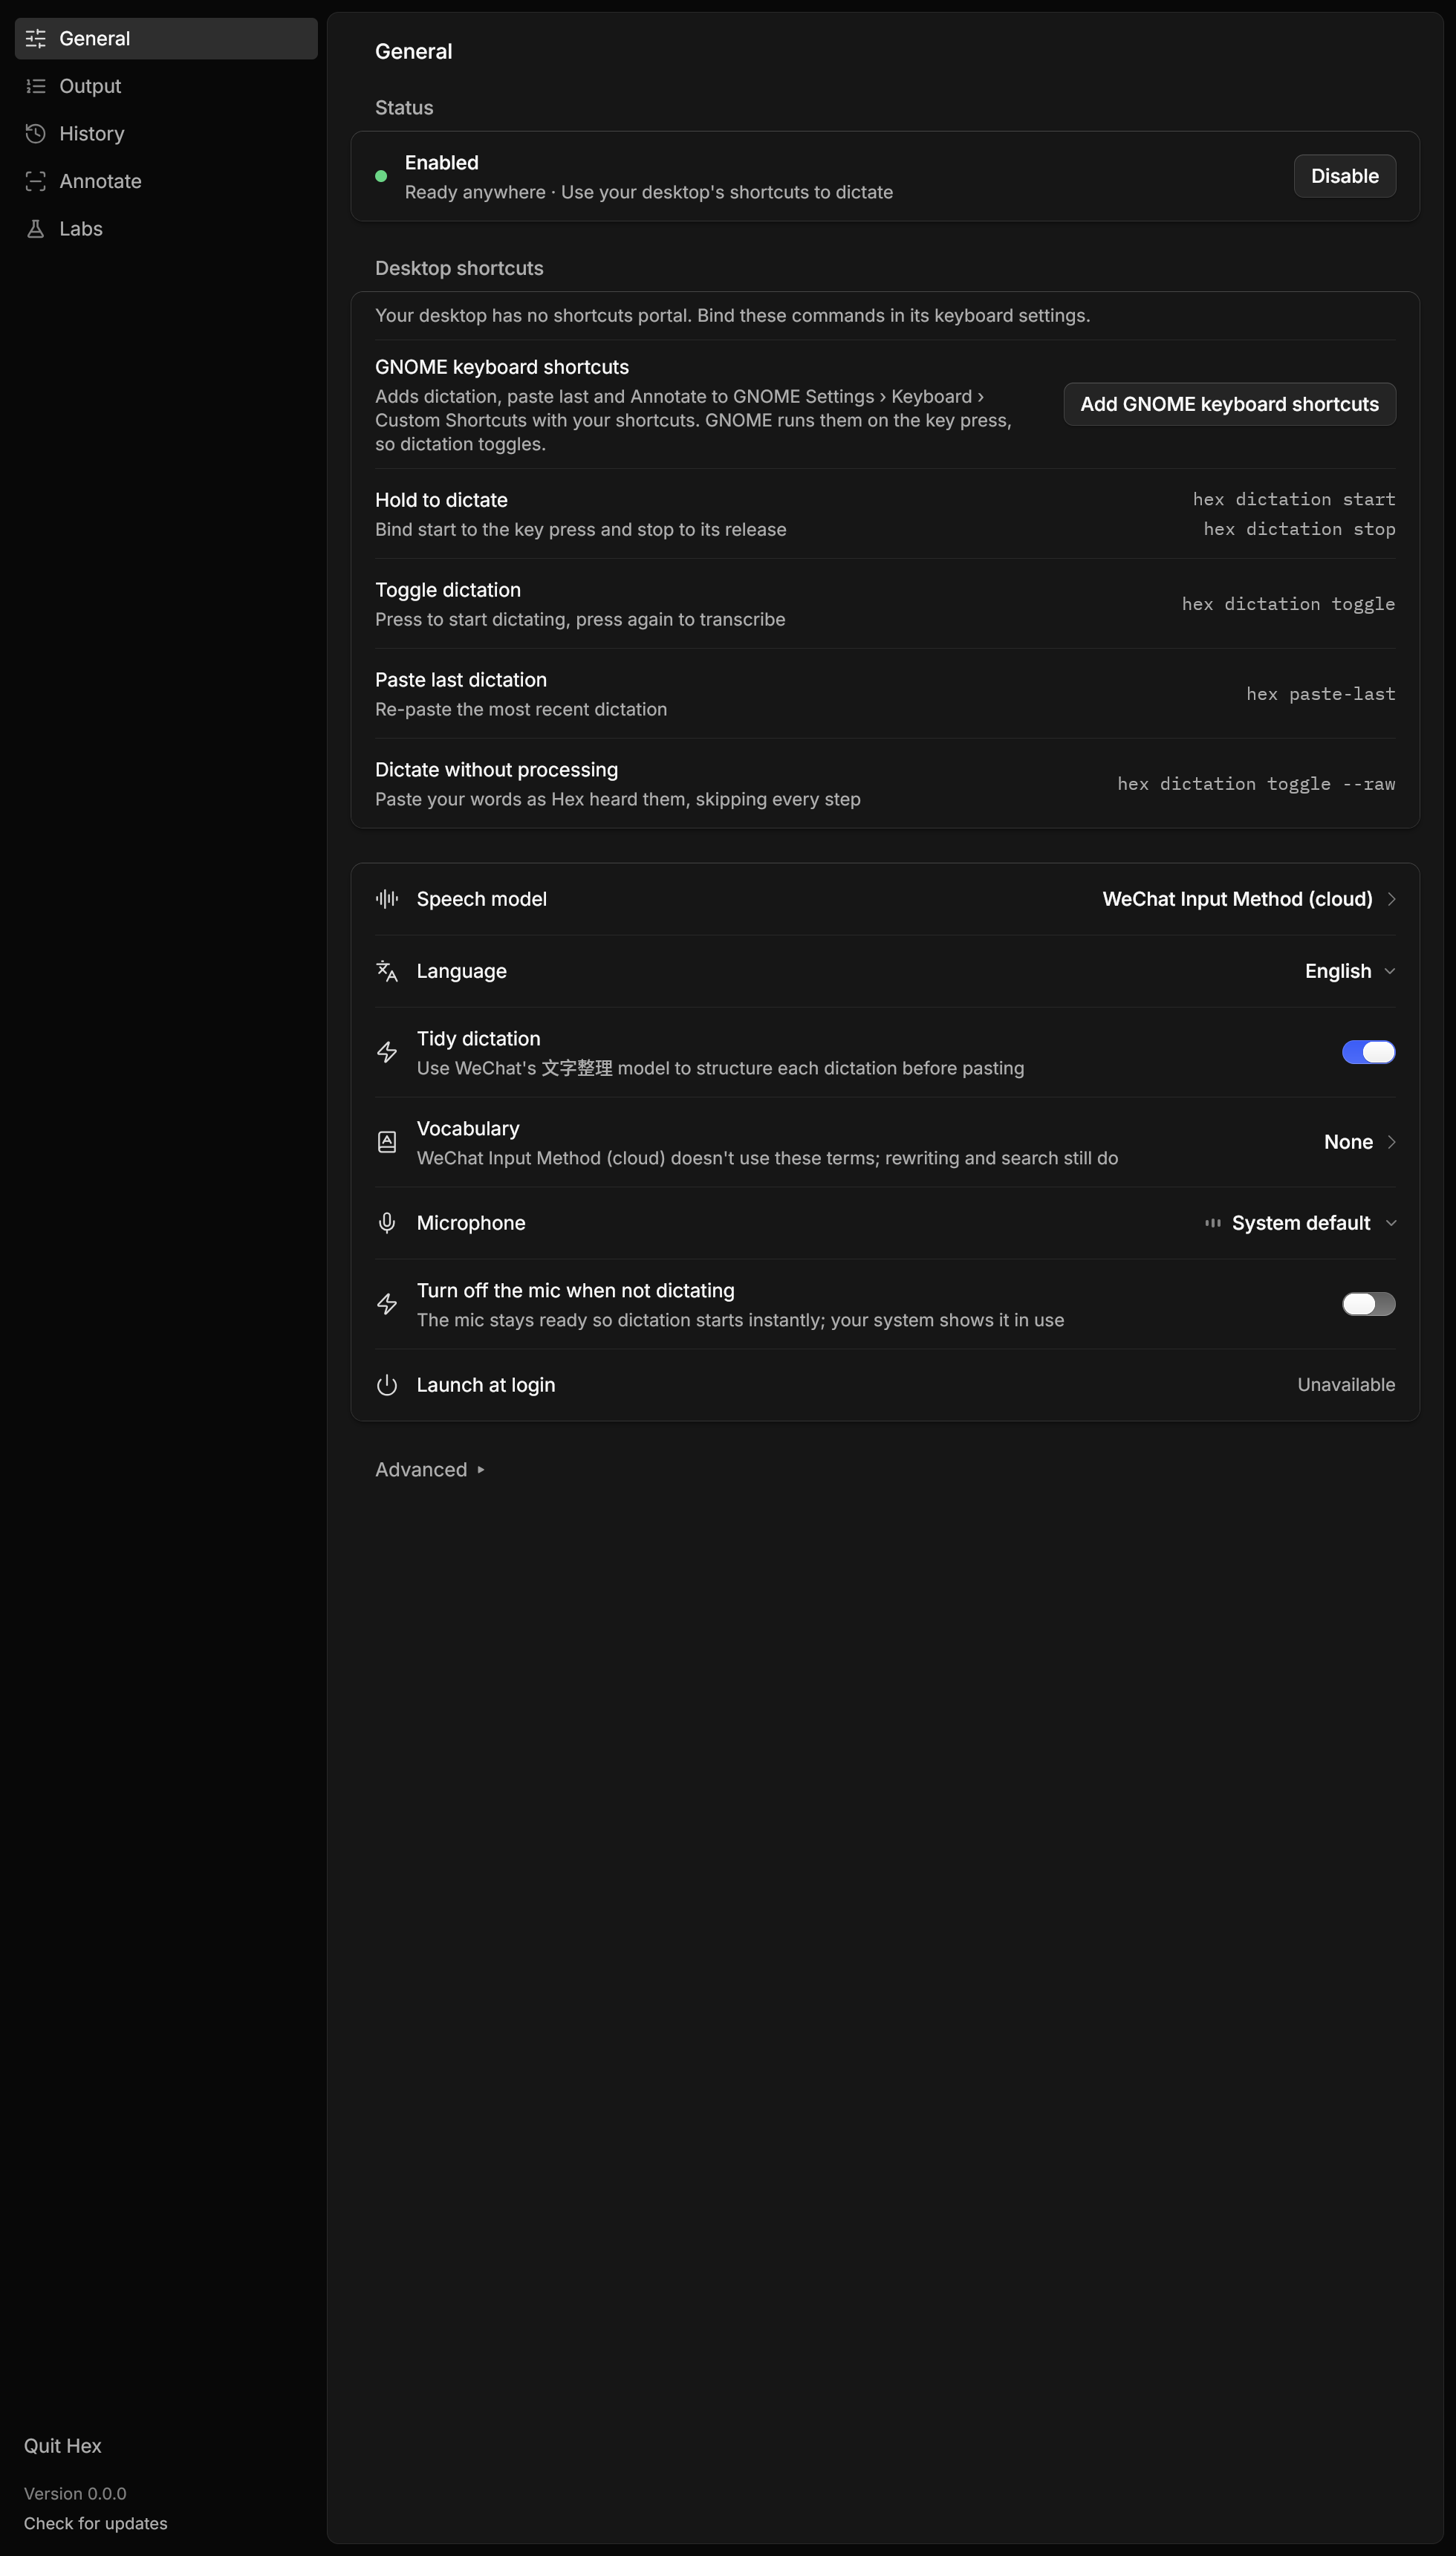 General
Output
History
Annotate
Labs
Quit Hex
Version 0.0.0
Check for updates
General
Status
Enabled
Ready anywhere · Use your desktop's shortcuts to dictate
Disable
Desktop shortcuts
Your desktop has no shortcuts portal. Bind these commands in its keyboard settings.
GNOME keyboard shortcuts
Adds dictation, paste last and Annotate to GNOME Settings › Keyboard ›
Custom Shortcuts with your shortcuts. GNOME runs them on the key press,
so dictation toggles.
Add GNOME keyboard shortcuts
Hold to dictate
Bind start to the key press and stop to its release
hex dictation start
hex dictation stop
Toggle dictation
Press to start dictating, press again to transcribe
hex dictation toggle
Paste last dictation
Re-paste the most recent dictation
hex paste-last
Dictate without processing
Paste your words as Hex heard them, skipping every step
hex dictation toggle --raw
Speech model
WeChat Input Method (cloud)
Language
English
Tidy dictation
Use WeChat's 文字整理 model to structure each dictation before pasting
Vocabulary
WeChat Input Method (cloud) doesn't use these terms; rewriting and search still do
None
Microphone
System default
Turn off the mic when not dictating
The mic stays ready so dictation starts instantly; your system shows it in use
Launch at login
Unavailable
Advanced